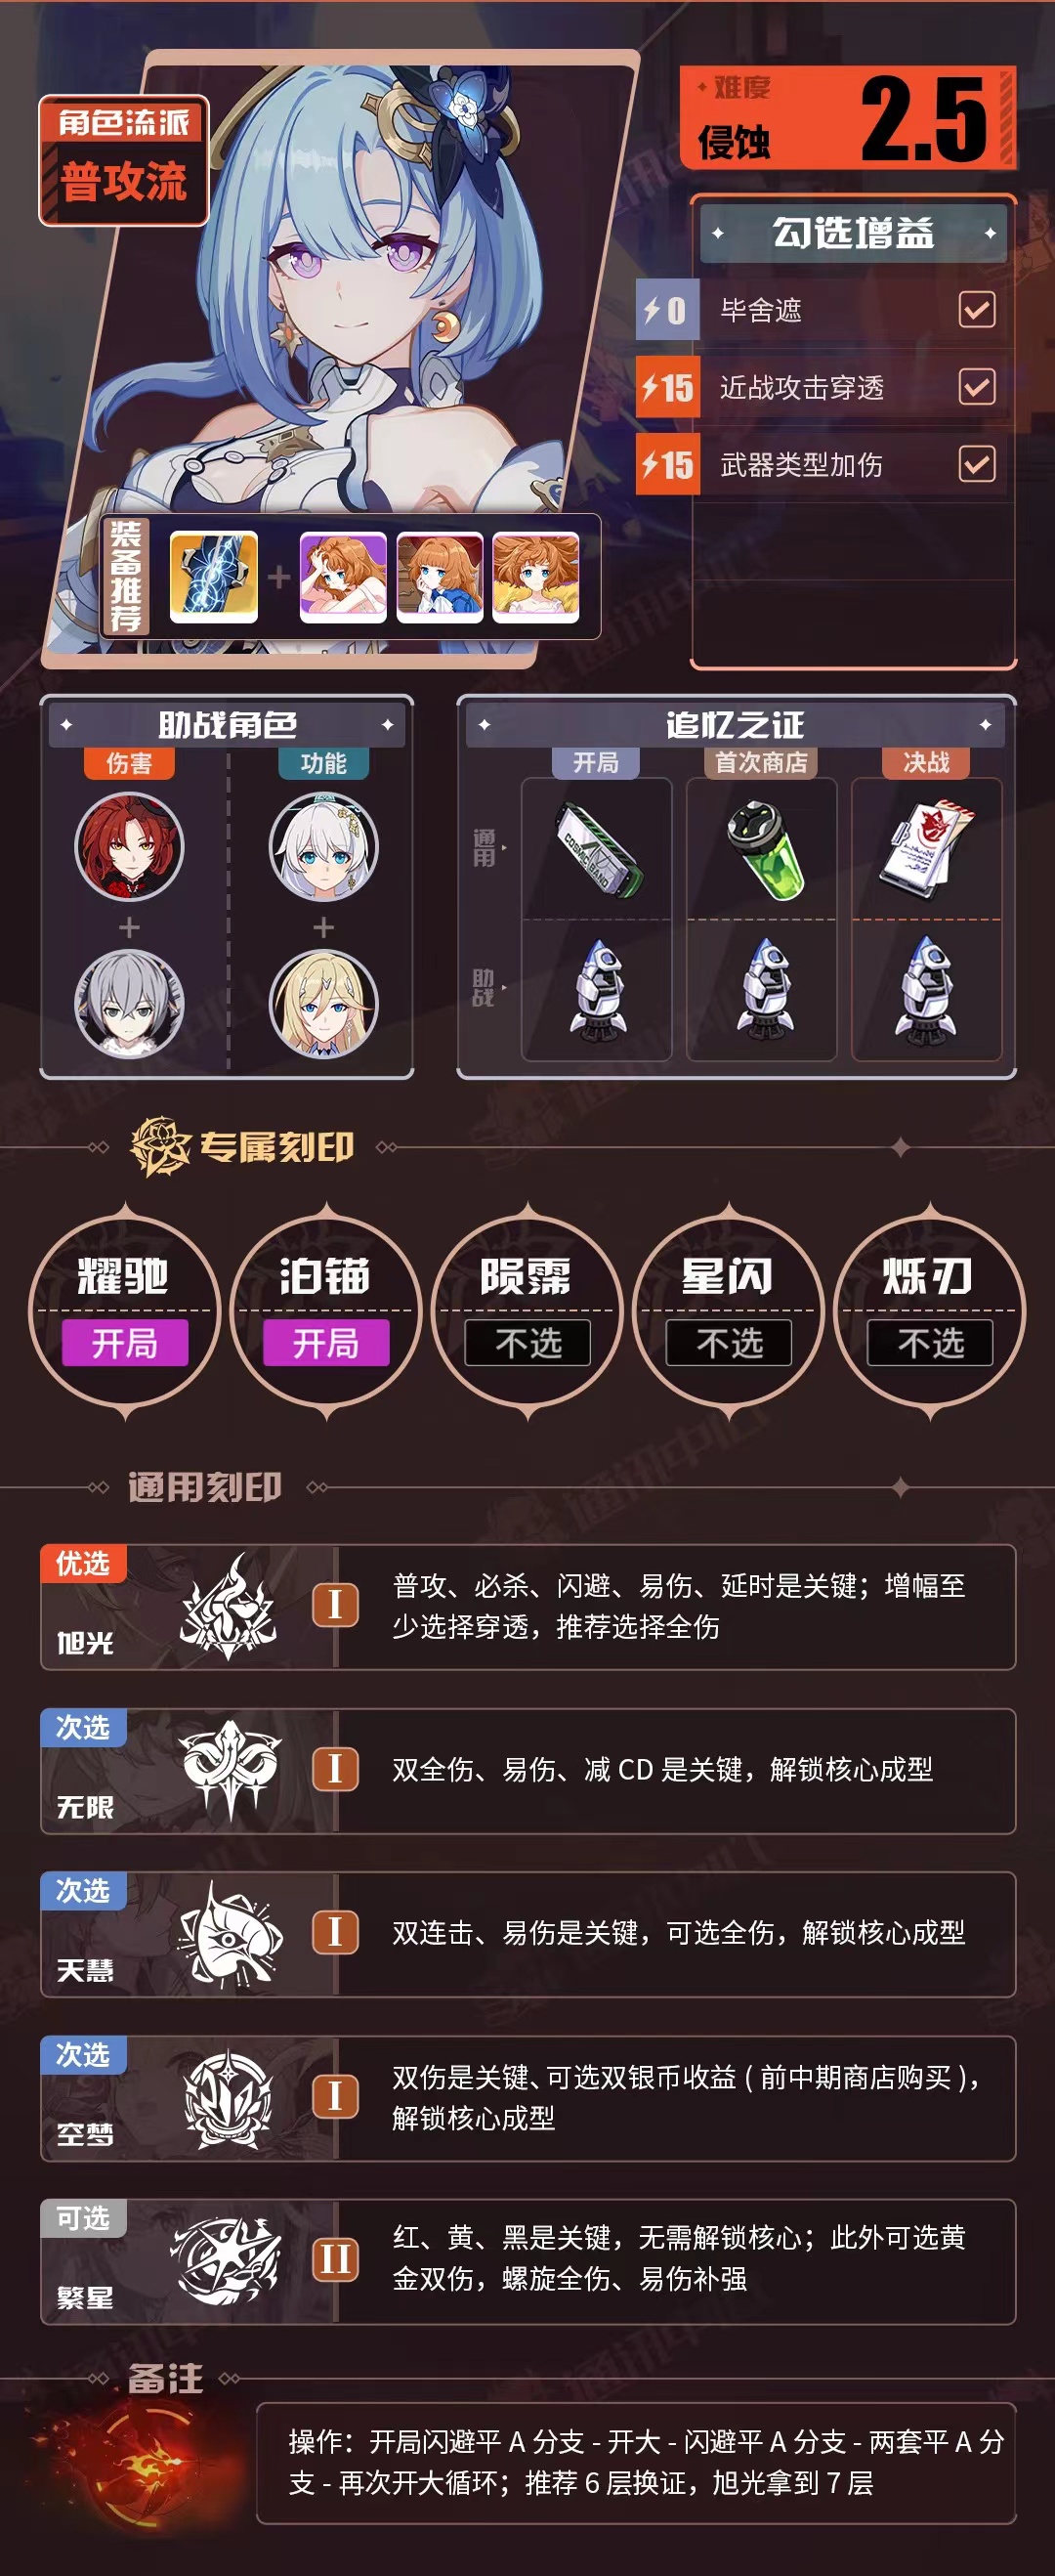 角色流派
普攻流
难度
侵蚀
2.5
勾选增益
0 毕舍遮
15 近战攻击穿透
15 武器类型加伤
装备推荐
助战角色
伤害
功能
追忆之证
开局
首次商店
决战
通用
COSMIC BAND
助战
专属刻印
耀驰
开局
泊锚
开局
陨霈
不选
星闪
不选
烁刃
不选
通用刻印
优选
旭光
I
普攻、必杀、闪避、易伤、延时是关键；增幅至
少选择穿透，推荐选择全伤
次选
无限
I
双全伤、易伤、减 CD 是关键，解锁核心成型
次选
天慧
I
双连击、易伤是关键，可选全伤，解锁核心成型
次选
空梦
I
双伤是关键、可选双银币收益 ( 前中期商店购买 )，
解锁核心成型
可选
繁星
II
红、黄、黑是关键，无需解锁核心；此外可选黄
金双伤，螺旋全伤、易伤补强
备注
操作：开局闪避平 A 分支 - 开大 - 闪避平 A 分支 - 两套平 A 分
支 - 再次开大循环；推荐 6 层换证，旭光拿到 7 层